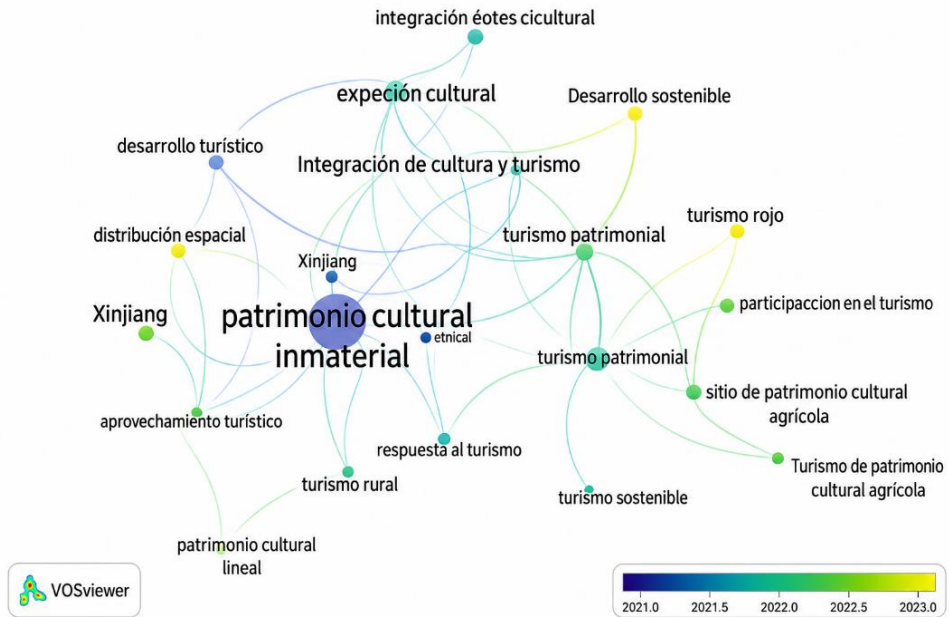 integración éotes cicultural
expeción cultural
Desarrollo sostenible
desarrollo turístico
Integración de cultura y turismo
turismo rojo
distribución espacial
turismo patrimonial
Xinjiang
participaccion en el turismo
Xinjiang
patrimonio cultural
inmaterial
etnical
turismo patrimonial
sitio de patrimonio cultural
agrícola
aprovechamiento turístico
respuesta al turismo
Turismo de patrimonio
cultural agrícola
turismo rural
turismo sostenible
patrimonio cultural
lineal
VOSviewer
2021.0 2021.5 2022.0 2022.5 2023.0